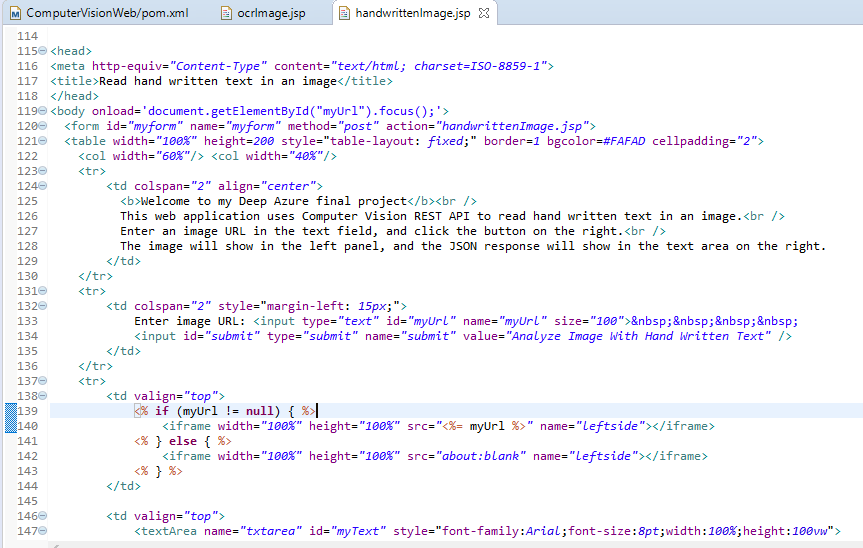 ComputerVisionWeb/pom.xml ocrImage.jsp handwrittenImage.jsp
114
115 <head>
116 <meta http-equiv="Content-Type" content="text/html; charset=ISO-8859-1">
117 <title>Read hand written text in an image</title>
118 </head>
119 <body onload='document.getElementById("myUrl").focus();'>
120 <form id="myform" name="myform" method="post" action="handwrittenImage.jsp">
121 <table width="100%" height=200 style="table-layout: fixed;" border=1 bgcolor=#FAFAD cellpadding="2">
122 <col width="60%"/> <col width="40%"/>
123 <tr>
124 <td colspan="2" align="center">
125 <b>Welcome to my Deep Azure final project</b><br />
126 This web application uses Computer Vision REST API to read hand written text in an image.<br />
127 Enter an image URL in the text field, and click the button on the right.<br />
128 The image will show in the left panel, and the JSON response will show in the text area on the right.
129 </td>
130 </tr>
131 <tr>
132 <td colspan="2" style="margin-left: 15px;">
133 Enter image URL: <input type="text" id="myUrl" name="myUrl" size="100">&nbsp;&nbsp;&nbsp;&nbsp;
134 <input id="submit" type="submit" name="submit" value="Analyze Image With Hand Written Text" />
135 </td>
136 </tr>
137 <tr>
138 <td valign="top">
139 <% if (myUrl != null) { %>
140 <iframe width="100%" height="100%" src="<%= myUrl %>" name="leftside"></iframe>
141 <% } else { %>
142 <iframe width="100%" height="100%" src="about:blank" name="leftside"></iframe>
143 <% } %>
144 </td>
145
146 <td valign="top">
147 <textArea name="txtarea" id="myText" style="font-family:Arial;font-size:8pt;width:100%;height:100vw">